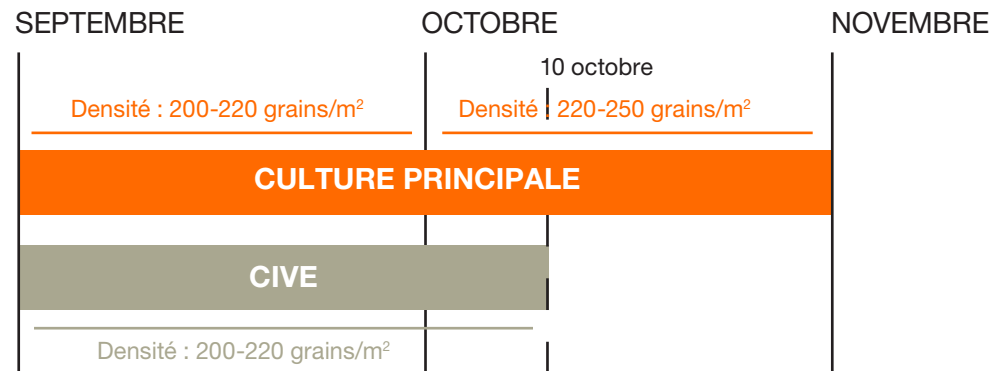 SEPTEMBRE OCTOBRE NOVEMBRE
10 octobre
Densité : 200-220 grains/m² Densité : 220-250 grains/m²
CULTURE PRINCIPALE
CIVE
Densité : 200-220 grains/m²